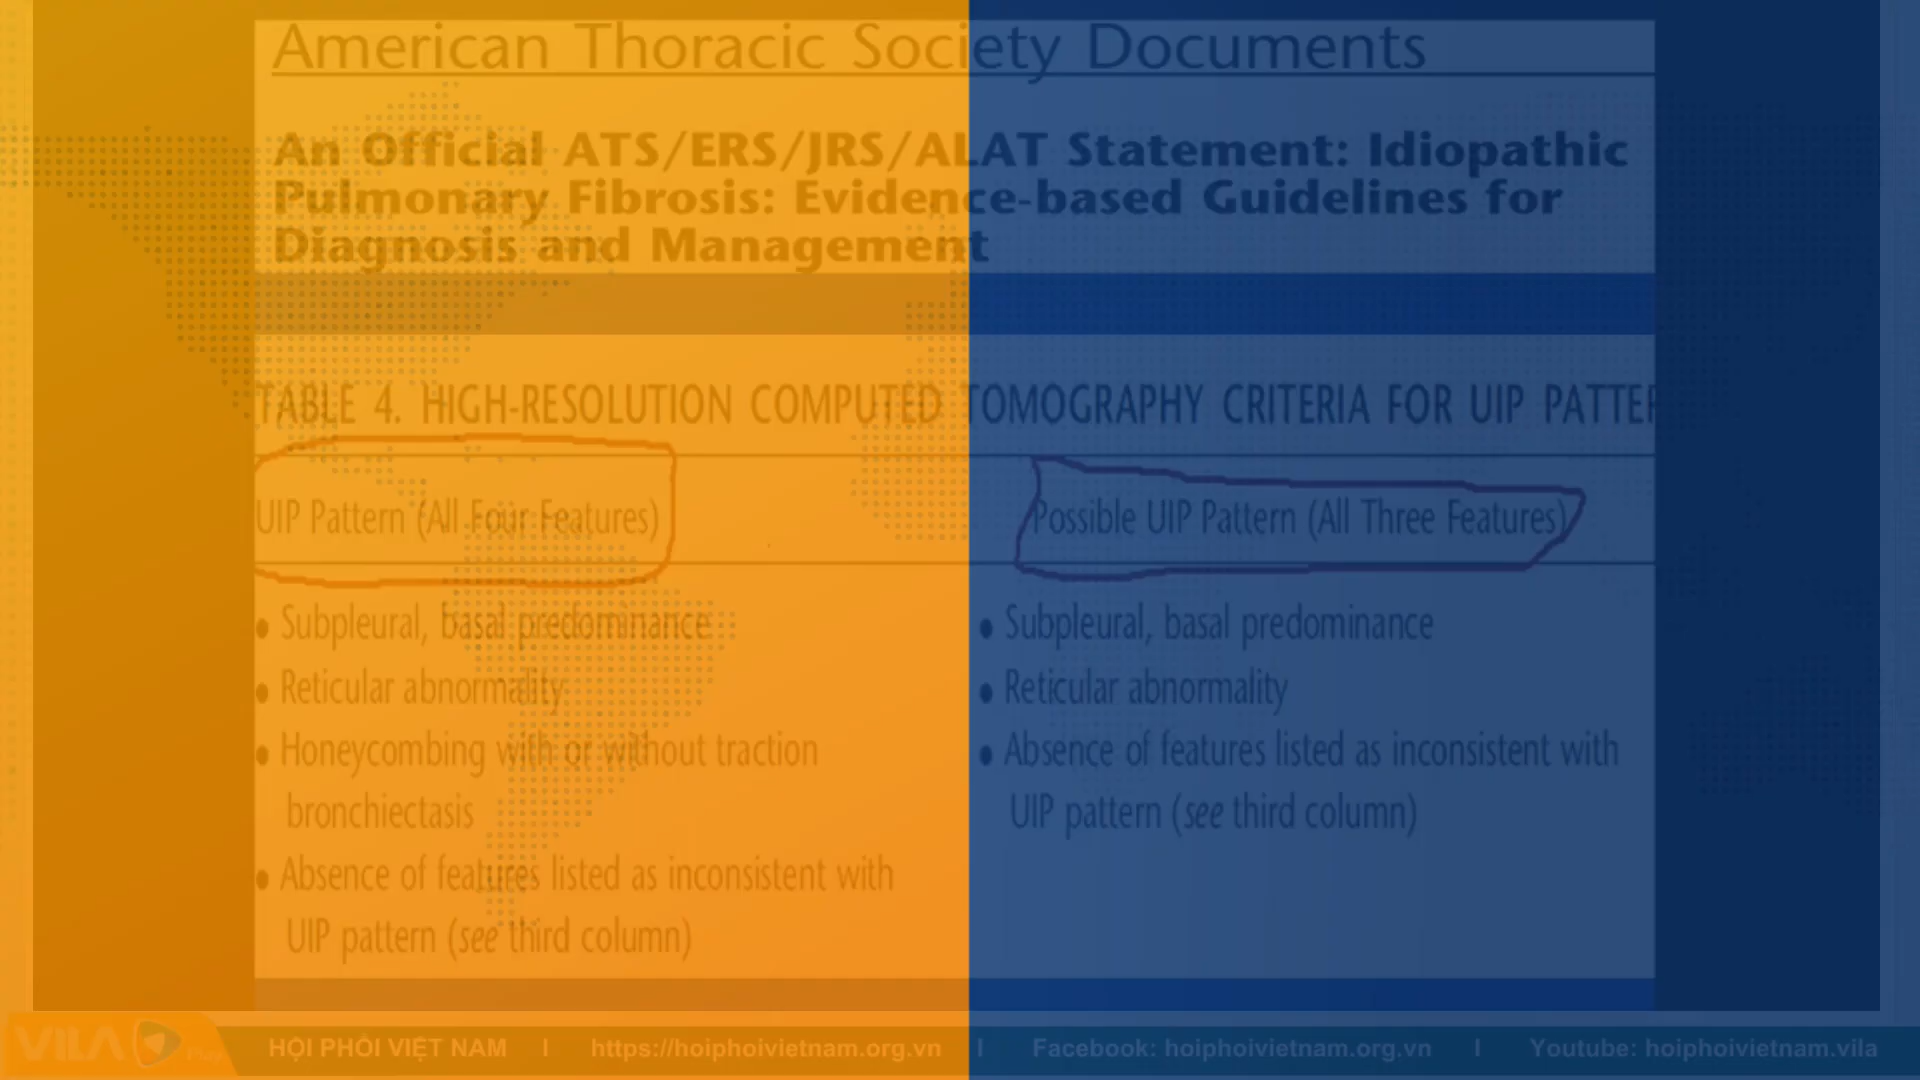 American Thoracic Society Documents
An Official ATS/ERS/JRS/ALAT Statement: Idiopathic
Pulmonary Fibrosis: Evidence-based Guidelines for
Diagnosis and Management
TABLE 4. HIGH-RESOLUTION COMPUTED TOMOGRAPHY CRITERIA FOR UIP PATTER
UIP Pattern (All Four Features)
• Subpleural, basal predominance
• Reticular abnormality
• Honeycombing with or without traction
bronchiectasis
• Absence of features listed as inconsistent with
UIP pattern (see third column)
Possible UIP Pattern (All Three Features)
• Subpleural, basal predominance
• Reticular abnormality
• Absence of features listed as inconsistent with
UIP pattern (see third column)
VILA Play
HỘI PHỔI VIỆT NAM I https://hoiphoivietnam.org.vn I Facebook: hoiphoivietnam.org.vn I Youtube: hoiphoivietnam.vila